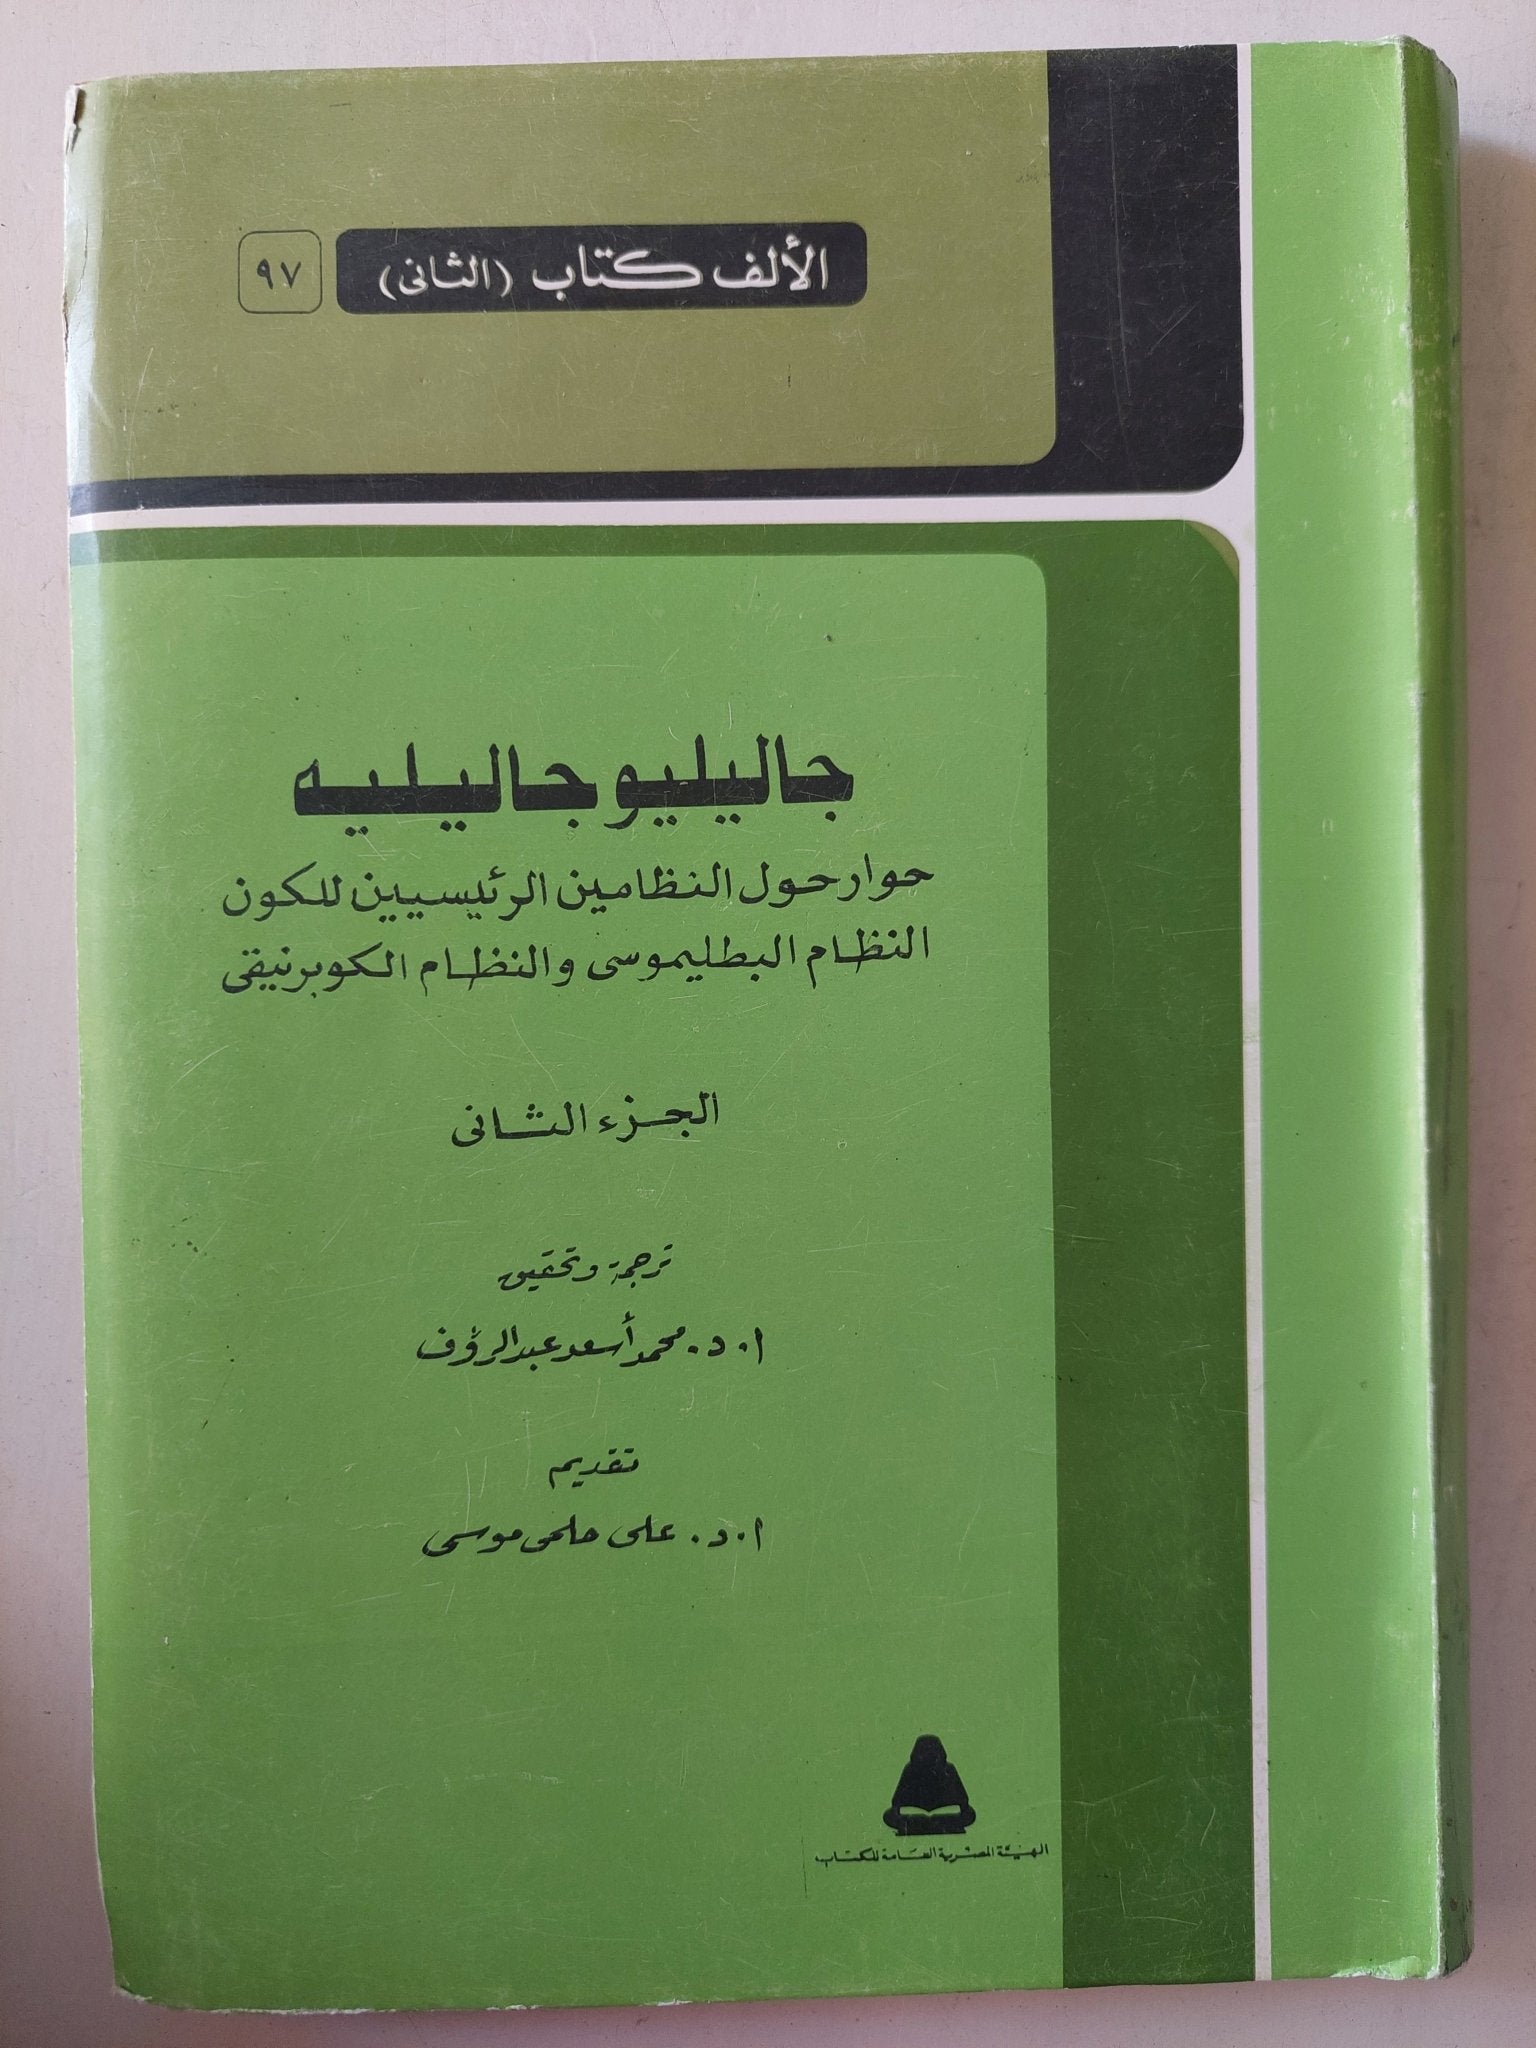 الألف كتاب (الثانى) ٩٧
جاليليو جاليليه
حوار حول النظامين الرئيسيين للكون
النظام البطليموسى والنظام الكوبرنيقى
الجزء الثانى
ترجمة وتحقيق
ا. د. محمد أسعد عبد الرؤف
تقديم
ا. د. على حلمى موسى
الهيئة المصرية العامة للكتاب